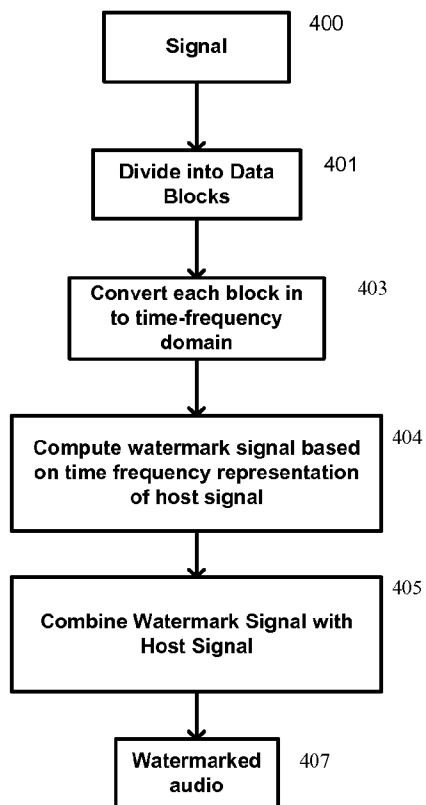 400
Signal
401
Divide into Data
Blocks
403
Convert each block in
to time-frequency
domain
404
Compute watermark signal based
on time frequency representation
of host signal
405
Combine Watermark Signal with
Host Signal
Watermarked
audio
407